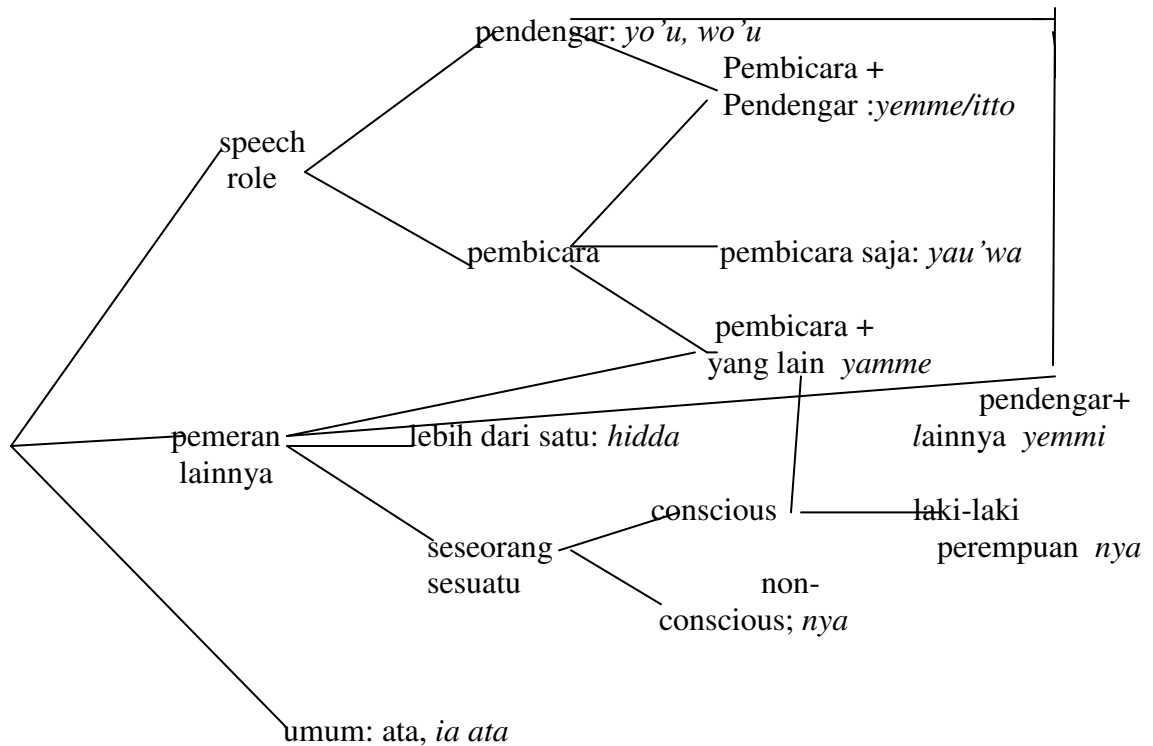 pendengar: yo’u, wo’u
Pembicara +
Pendengar :yemme/itto
speech
role
pembicara
pembicara saja: yau’wa
pembicara +
yang lain yamme
pemeran
lainnya
lebih dari satu: hidda
pendengar+
lainnya yemmi
conscious
laki-laki
perempuan nya
seseorang
sesuatu
non-
conscious; nya
umum: ata, ia ata